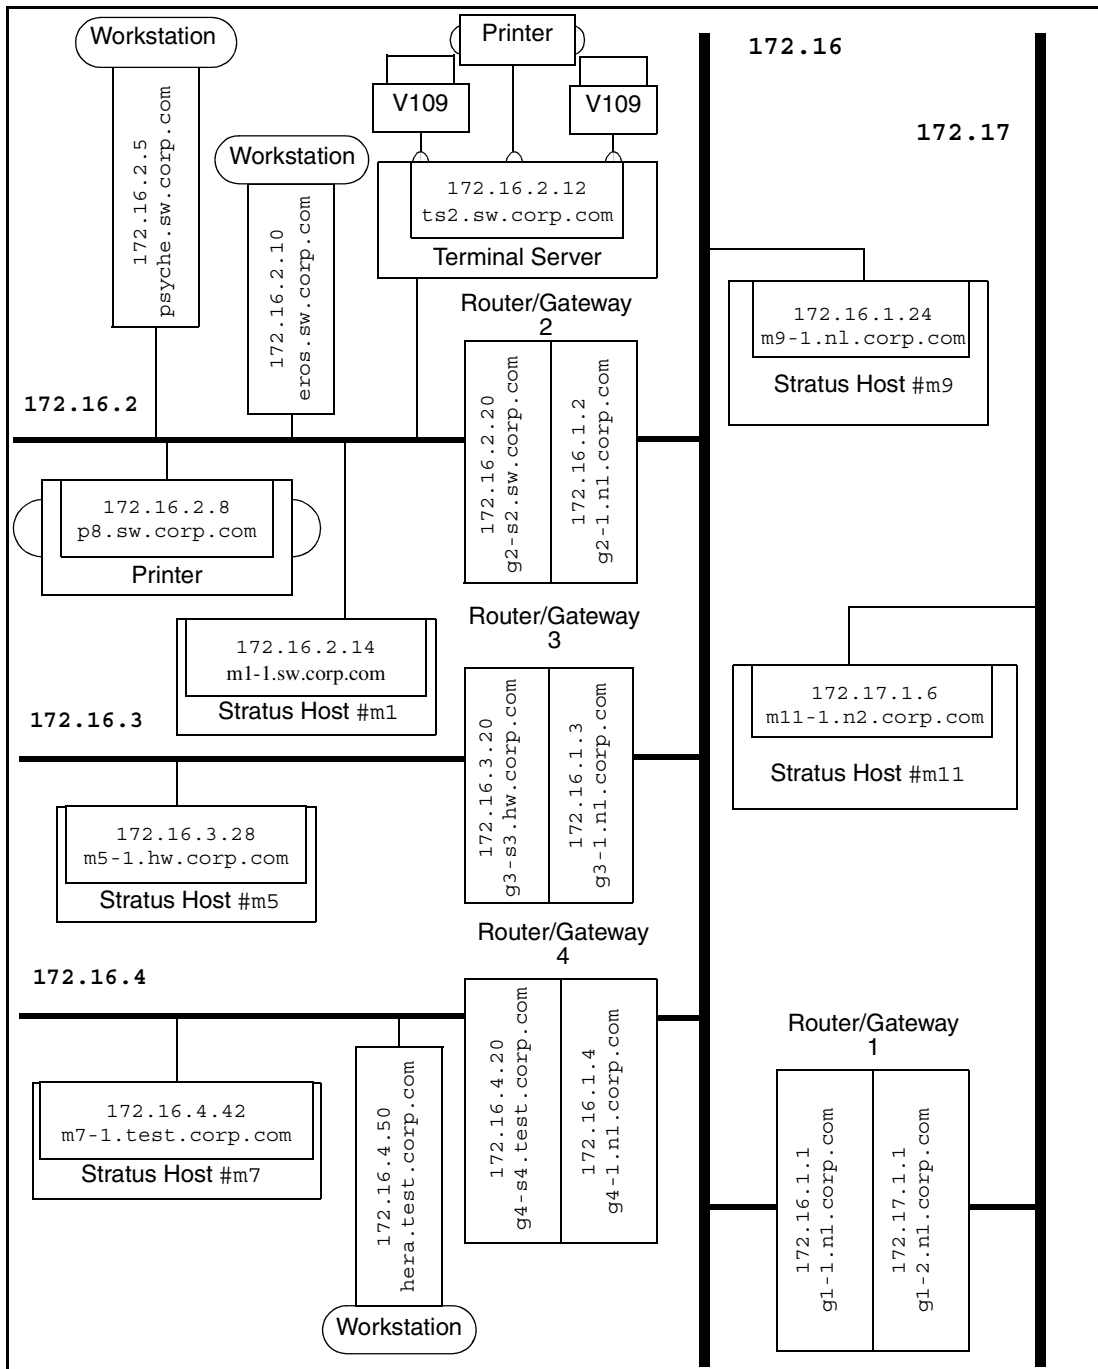 Workstation
172.16.2.5
psyche.sw.corp.com
Workstation
172.16.2.10
eros.sw.corp.com
Printer
V109
V109
172.16.2.12
ts2.sw.corp.com
Terminal Server
172.16
172.17
172.16.1.24
m9-1.nl.corp.com
Stratus Host #m9
172.16.2
Router/Gateway
2
172.16.2.20
g2-s2.sw.corp.com
172.16.1.2
g2-1.n1.corp.com
172.16.2.8
p8.sw.corp.com
Printer
172.16.2.14
m1-1.sw.corp.com
Stratus Host #m1
172.17.1.6
m11-1.n2.corp.com
Stratus Host #m11
172.16.3
Router/Gateway
3
172.16.3.20
g3-s3.hw.corp.com
172.16.1.3
g3-1.n1.corp.com
172.16.3.28
m5-1.hw.corp.com
Stratus Host #m5
172.16.4
Router/Gateway
4
172.16.4.20
g4-s4.test.corp.com
172.16.1.4
g4-1.n1.corp.com
172.16.4.42
m7-1.test.corp.com
Stratus Host #m7
172.16.4.50
hera.test.corp.com
Workstation
Router/Gateway
1
172.16.1.1
g1-1.nl.corp.com
172.17.1.1
g1-2.nl.corp.com